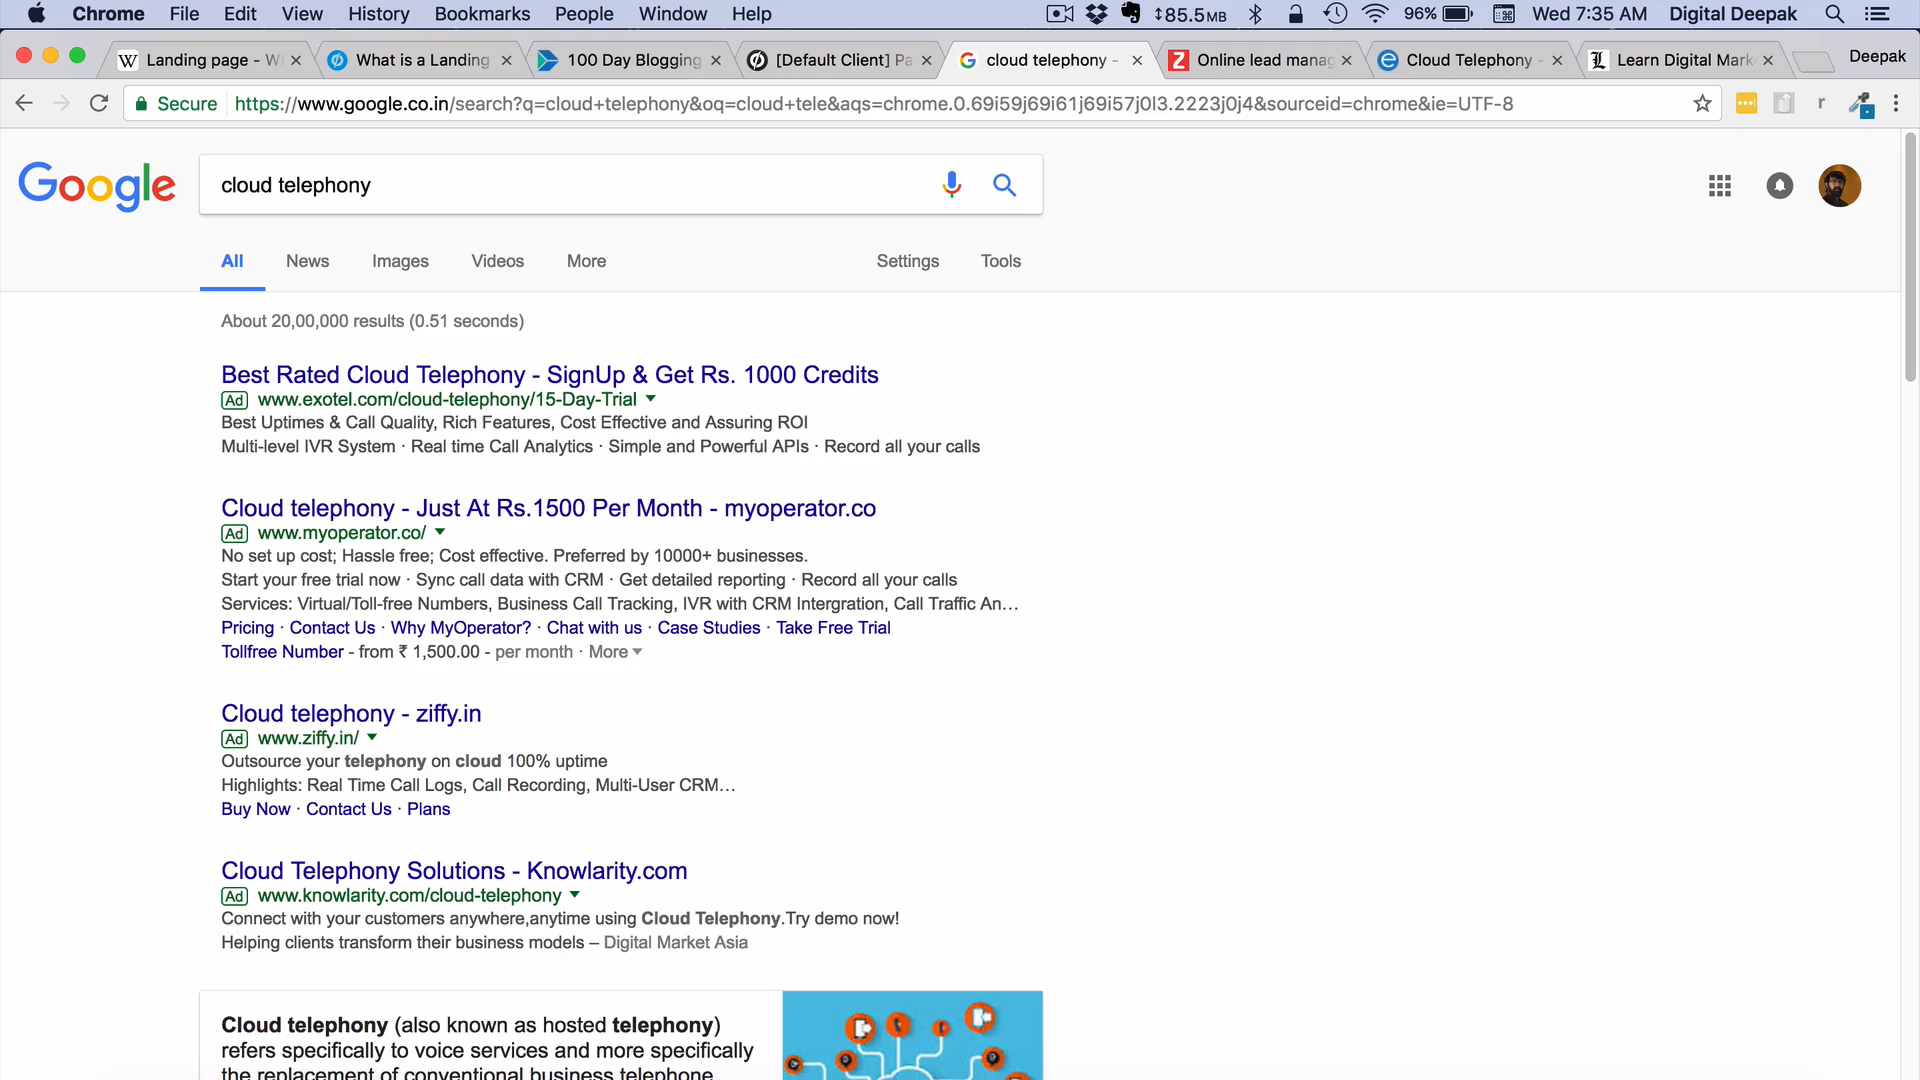 Chrome File Edit View History Bookmarks People Window Help 85.5MB 96% Wed 7:35 AM Digital Deepak
Landing page - W What is a Landing 100 Day Blogging [Default Client] Pa cloud telephony - Online lead manag Cloud Telephony - Learn Digital Mark Deepak
Secure https://www.google.co.in/search?q=cloud+telephony&oq=cloud+tele&aqs=chrome.0.69i59j69i61j69i57j0l3.2223j0j4&sourceid=chrome&ie=UTF-8
Google cloud telephony
All News Images Videos More Settings Tools
About 20,00,000 results (0.51 seconds)
Best Rated Cloud Telephony - SignUp & Get Rs. 1000 Credits
Ad www.exotel.com/cloud-telephony/15-Day-Trial
Best Uptimes & Call Quality, Rich Features, Cost Effective and Assuring ROI
Multi-level IVR System · Real time Call Analytics · Simple and Powerful APIs · Record all your calls
Cloud telephony - Just At Rs.1500 Per Month - myoperator.co
Ad www.myoperator.co/
No set up cost; Hassle free; Cost effective. Preferred by 10000+ businesses.
Start your free trial now · Sync call data with CRM · Get detailed reporting · Record all your calls
Services: Virtual/Toll-free Numbers, Business Call Tracking, IVR with CRM Intergration, Call Traffic An...
Pricing · Contact Us · Why MyOperator? · Chat with us · Case Studies · Take Free Trial
Tollfree Number - from ₹ 1,500.00 - per month · More
Cloud telephony - ziffy.in
Ad www.ziffy.in/
Outsource your telephony on cloud 100% uptime
Highlights: Real Time Call Logs, Call Recording, Multi-User CRM...
Buy Now · Contact Us · Plans
Cloud Telephony Solutions - Knowlarity.com
Ad www.knowlarity.com/cloud-telephony
Connect with your customers anywhere,anytime using Cloud Telephony.Try demo now!
Helping clients transform their business models – Digital Market Asia
Cloud telephony (also known as hosted telephony)
refers specifically to voice services and more specifically
the replacement of conventional business telephone